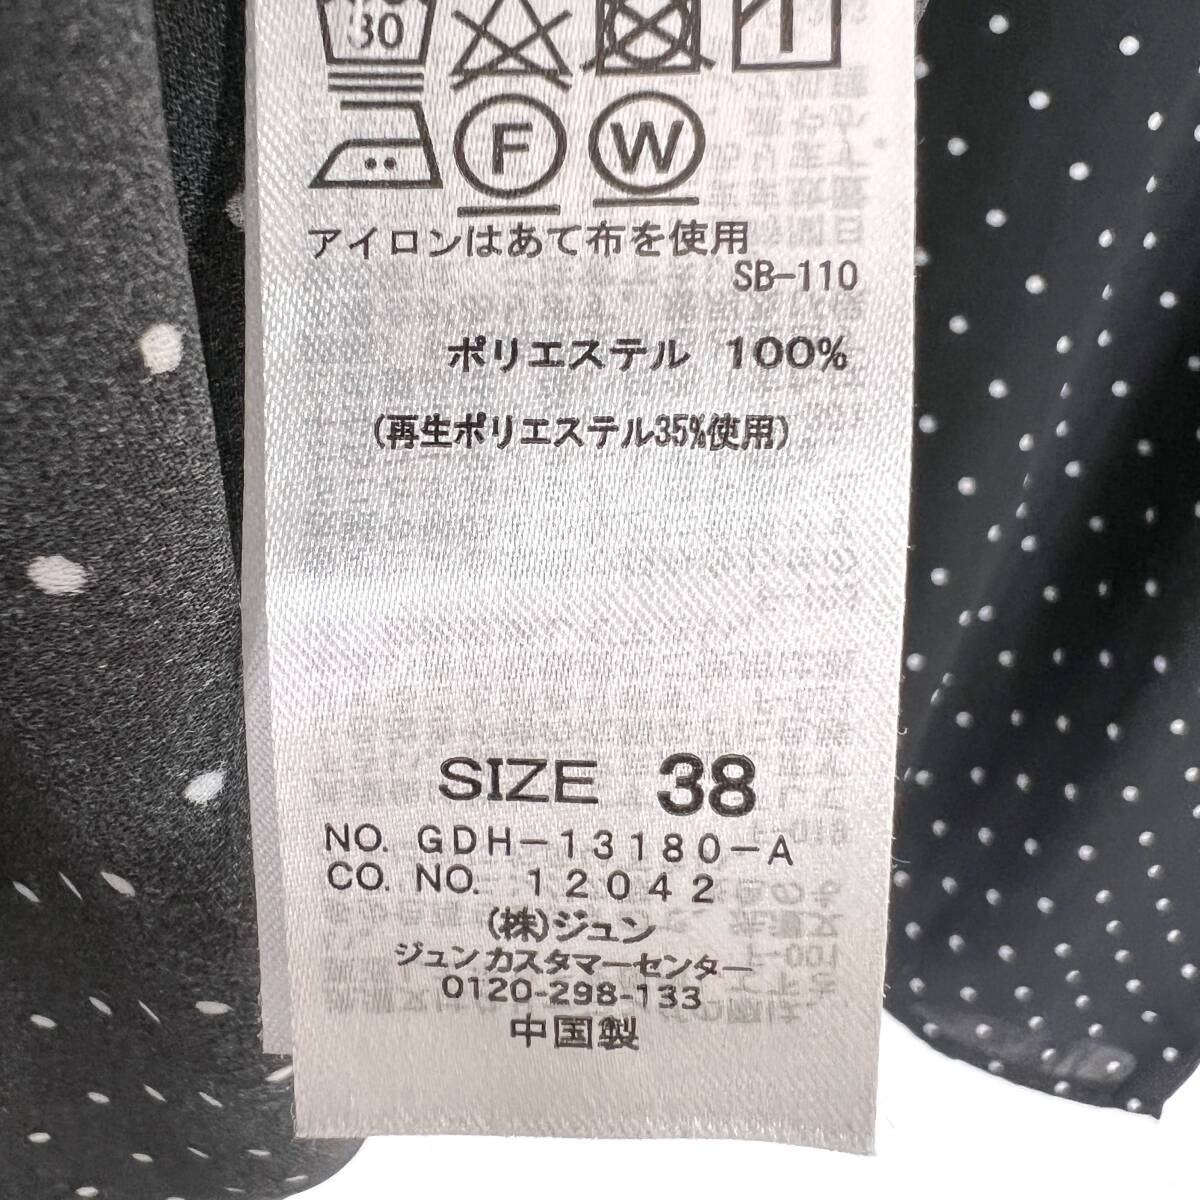 30
F W
アイロンはあて布を使用
SB-110
ポリエステル 100%
(再生ポリエステル35%使用)
SIZE 38
NO. GDH-13180-A
CO. NO. 12042
(株)ジュン
ジュンカスタマーセンター
0120-298-133
中国製